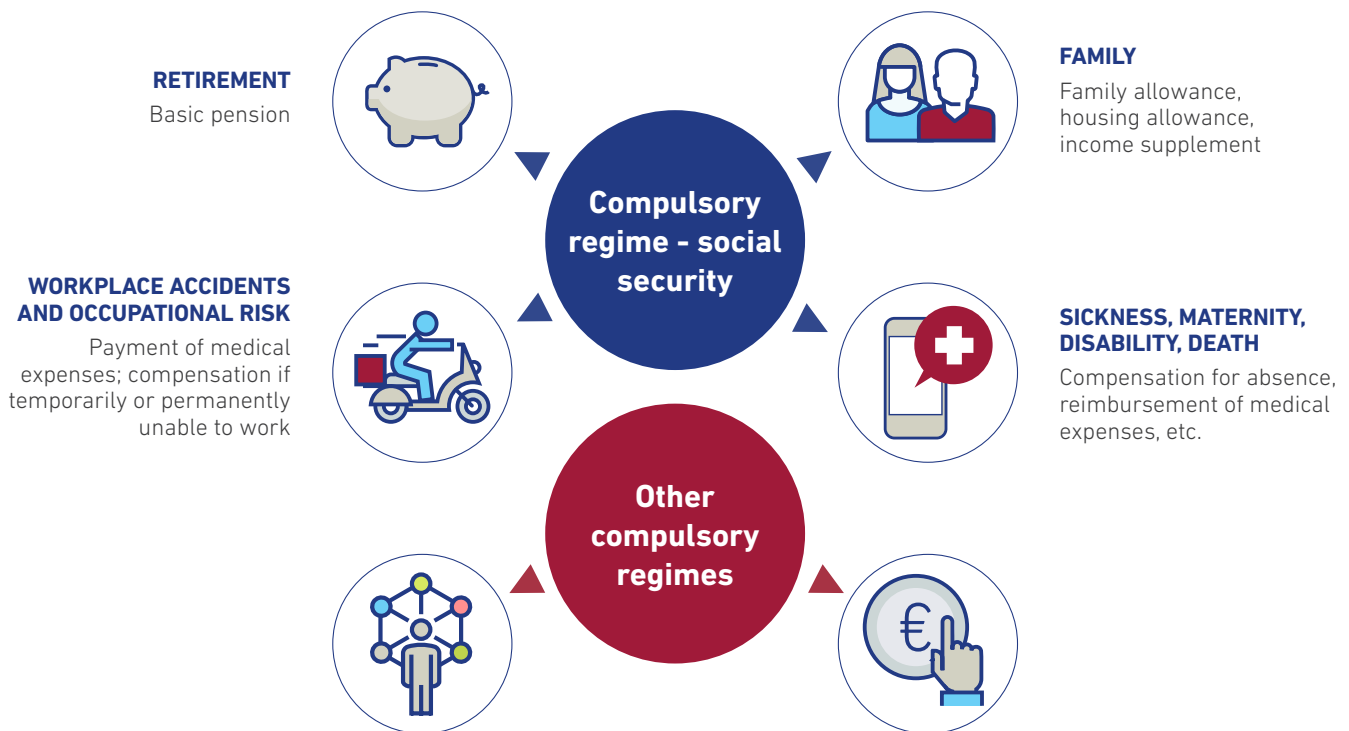 RETIREMENT
Basic pension
FAMILY
Family allowance,
housing allowance,
income supplement
Compulsory
regime - social
security
WORKPLACE ACCIDENTS
AND OCCUPATIONAL RISK
Payment of medical
expenses; compensation if
temporarily or permanently
unable to work
SICKNESS, MATERNITY,
DISABILITY, DEATH
Compensation for absence,
reimbursement of medical
expenses, etc.
Other
compulsory
regimes
€